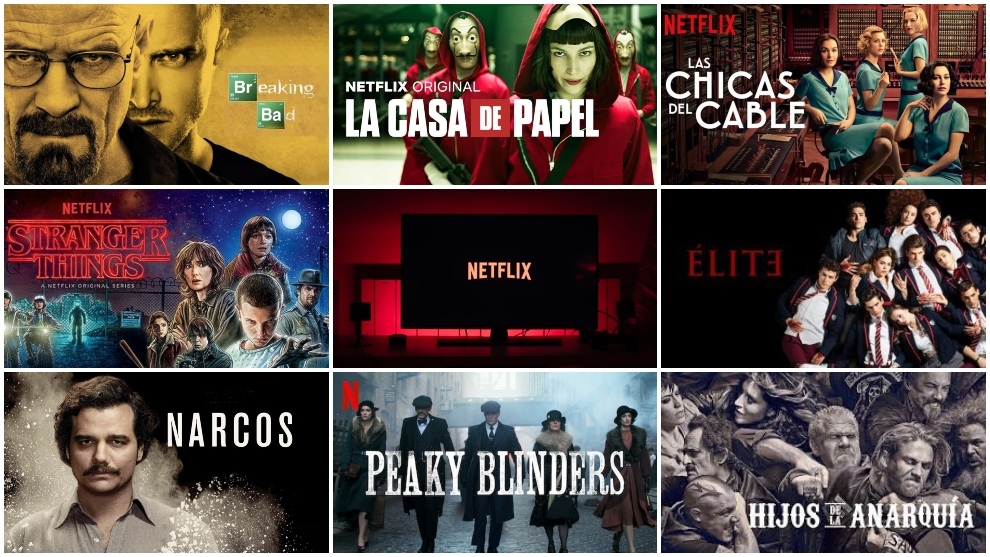 Breaking
Bad
NETFLIX ORIGINAL
LA CASA DE PAPEL
NETFLIX
LAS
CHICAS
DEL CABLE
NETFLIX
STRANGER
THINGS
A NETFLIX ORIGINAL SERIES
NETFLIX
ÉLITƎ
NARCOS
N
PEAKY BLINDERS
HIJOS DE LA ANARQUÍA